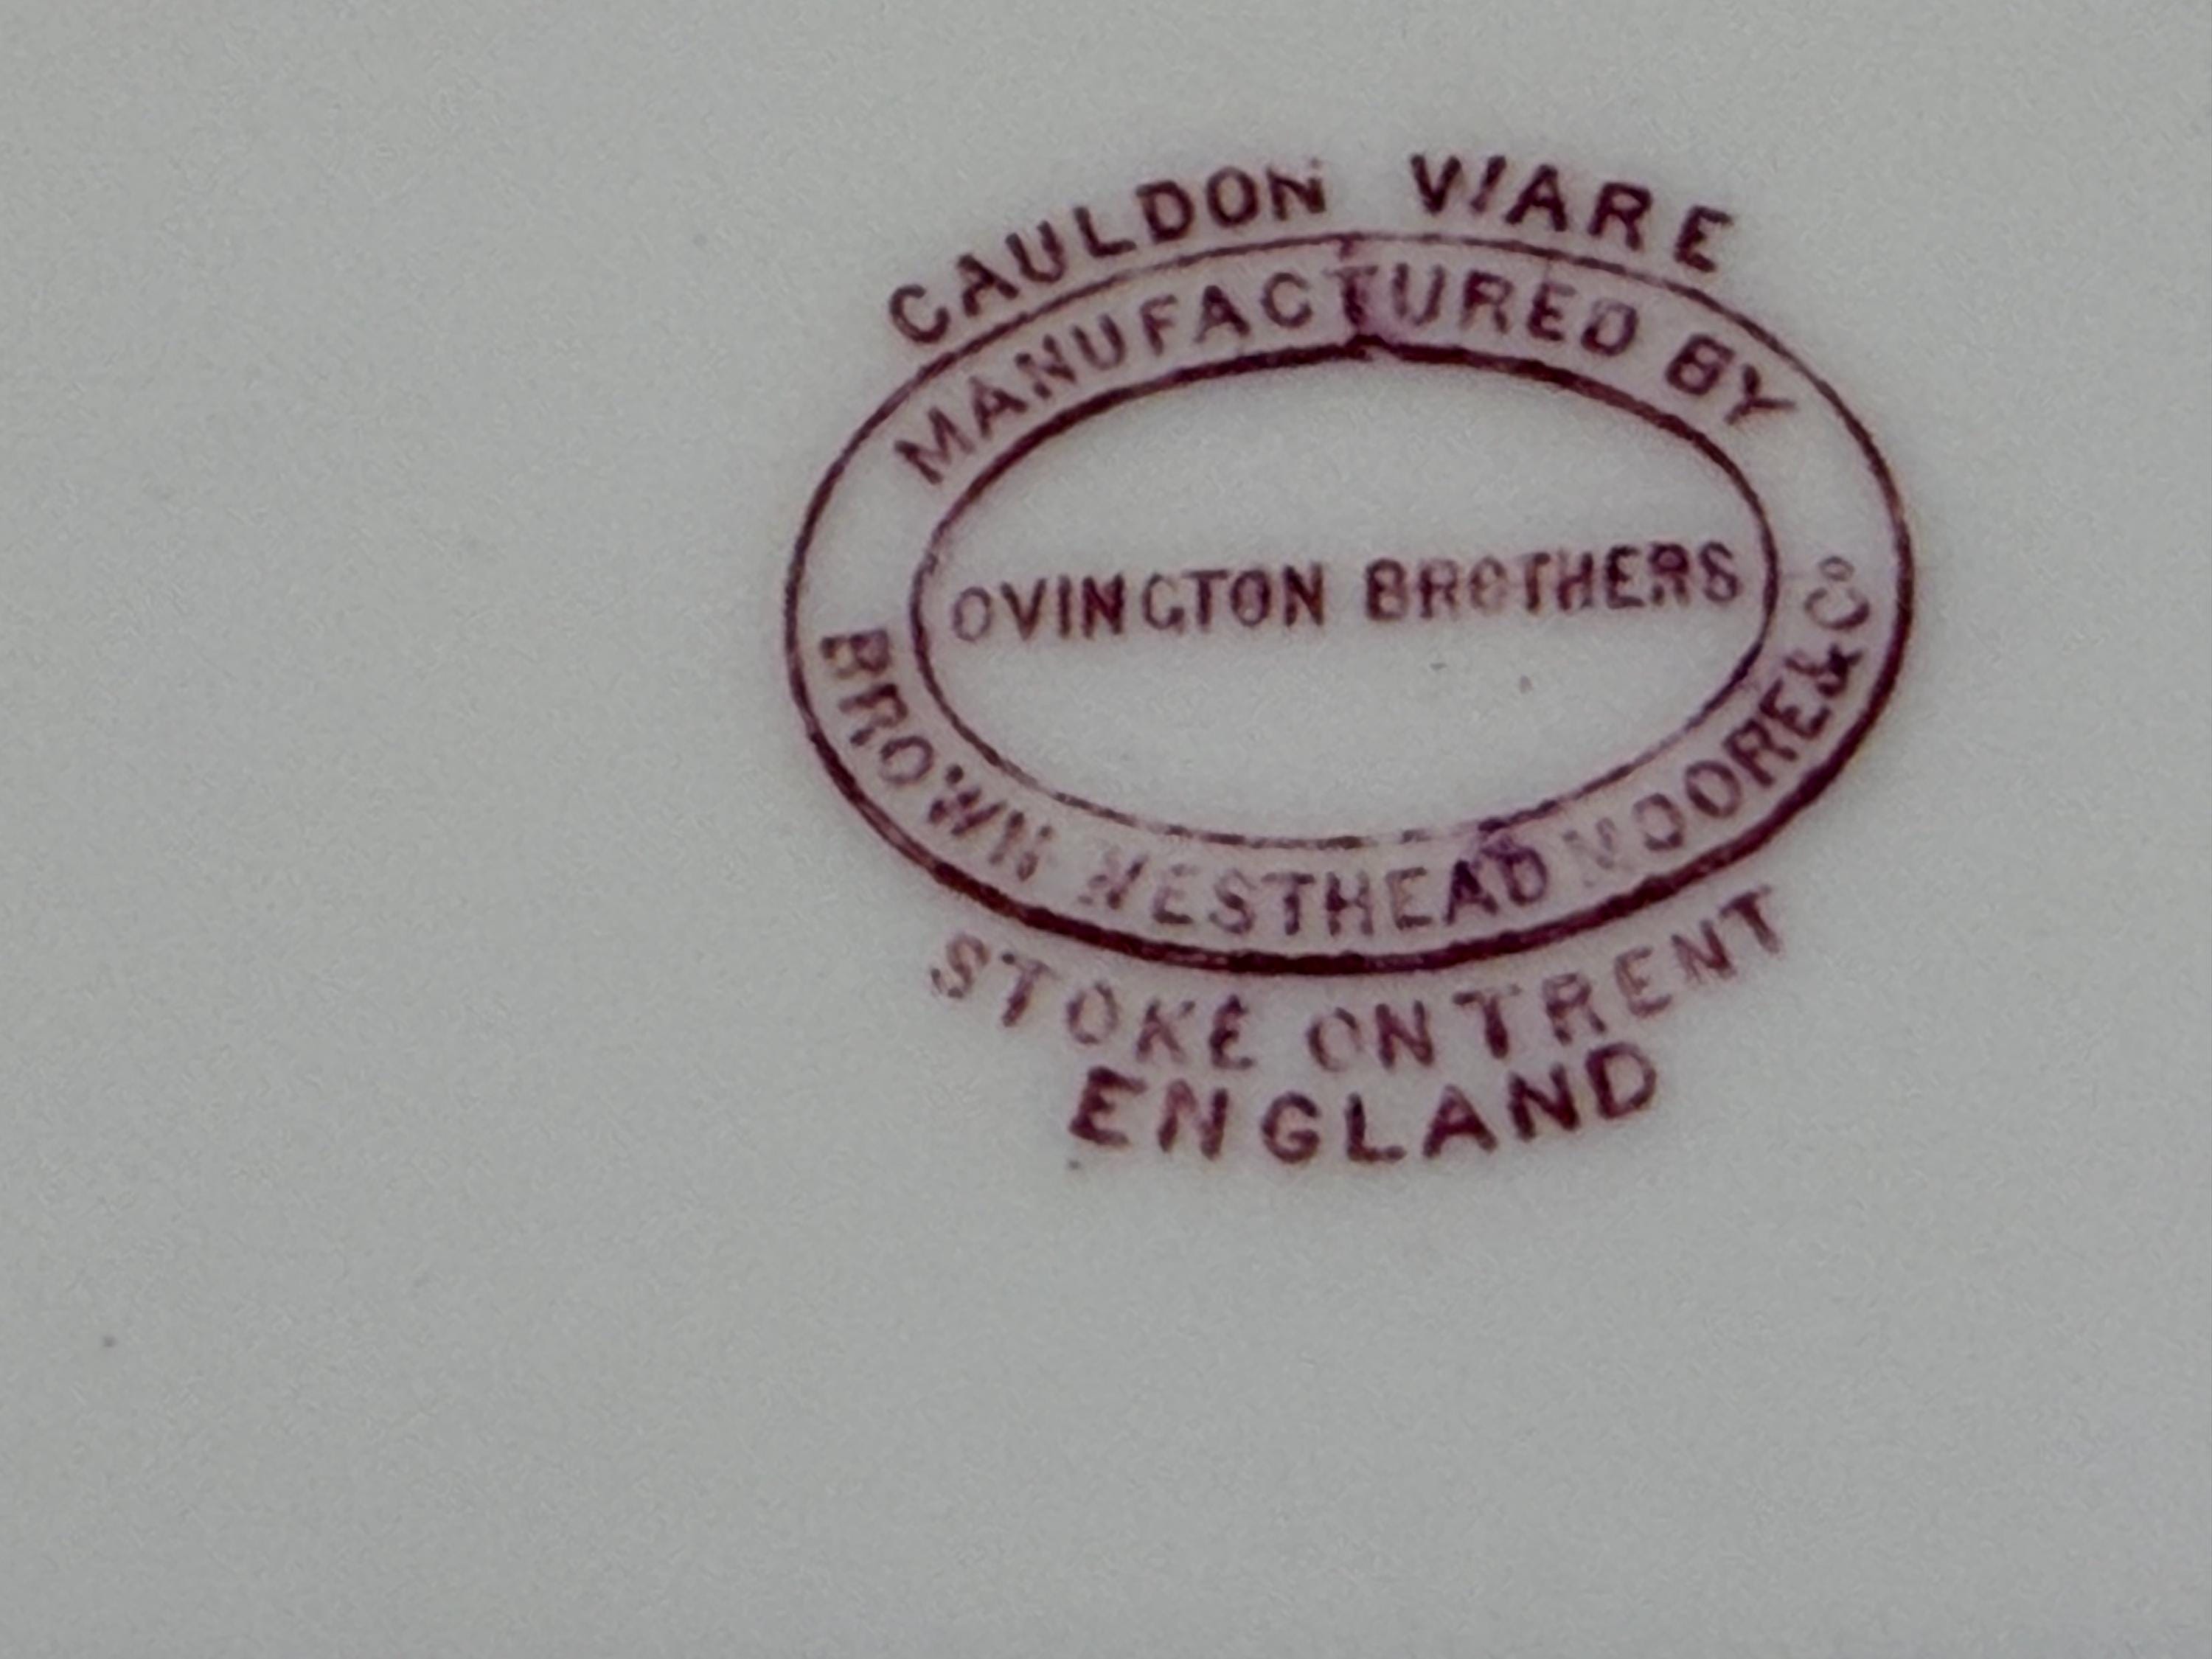 CAULDON WARE
MANUFACTURED BY
OVINGTON BROTHERS
BROWN WESTHEAD MOORE & Co
STOKE ON TRENT
ENGLAND